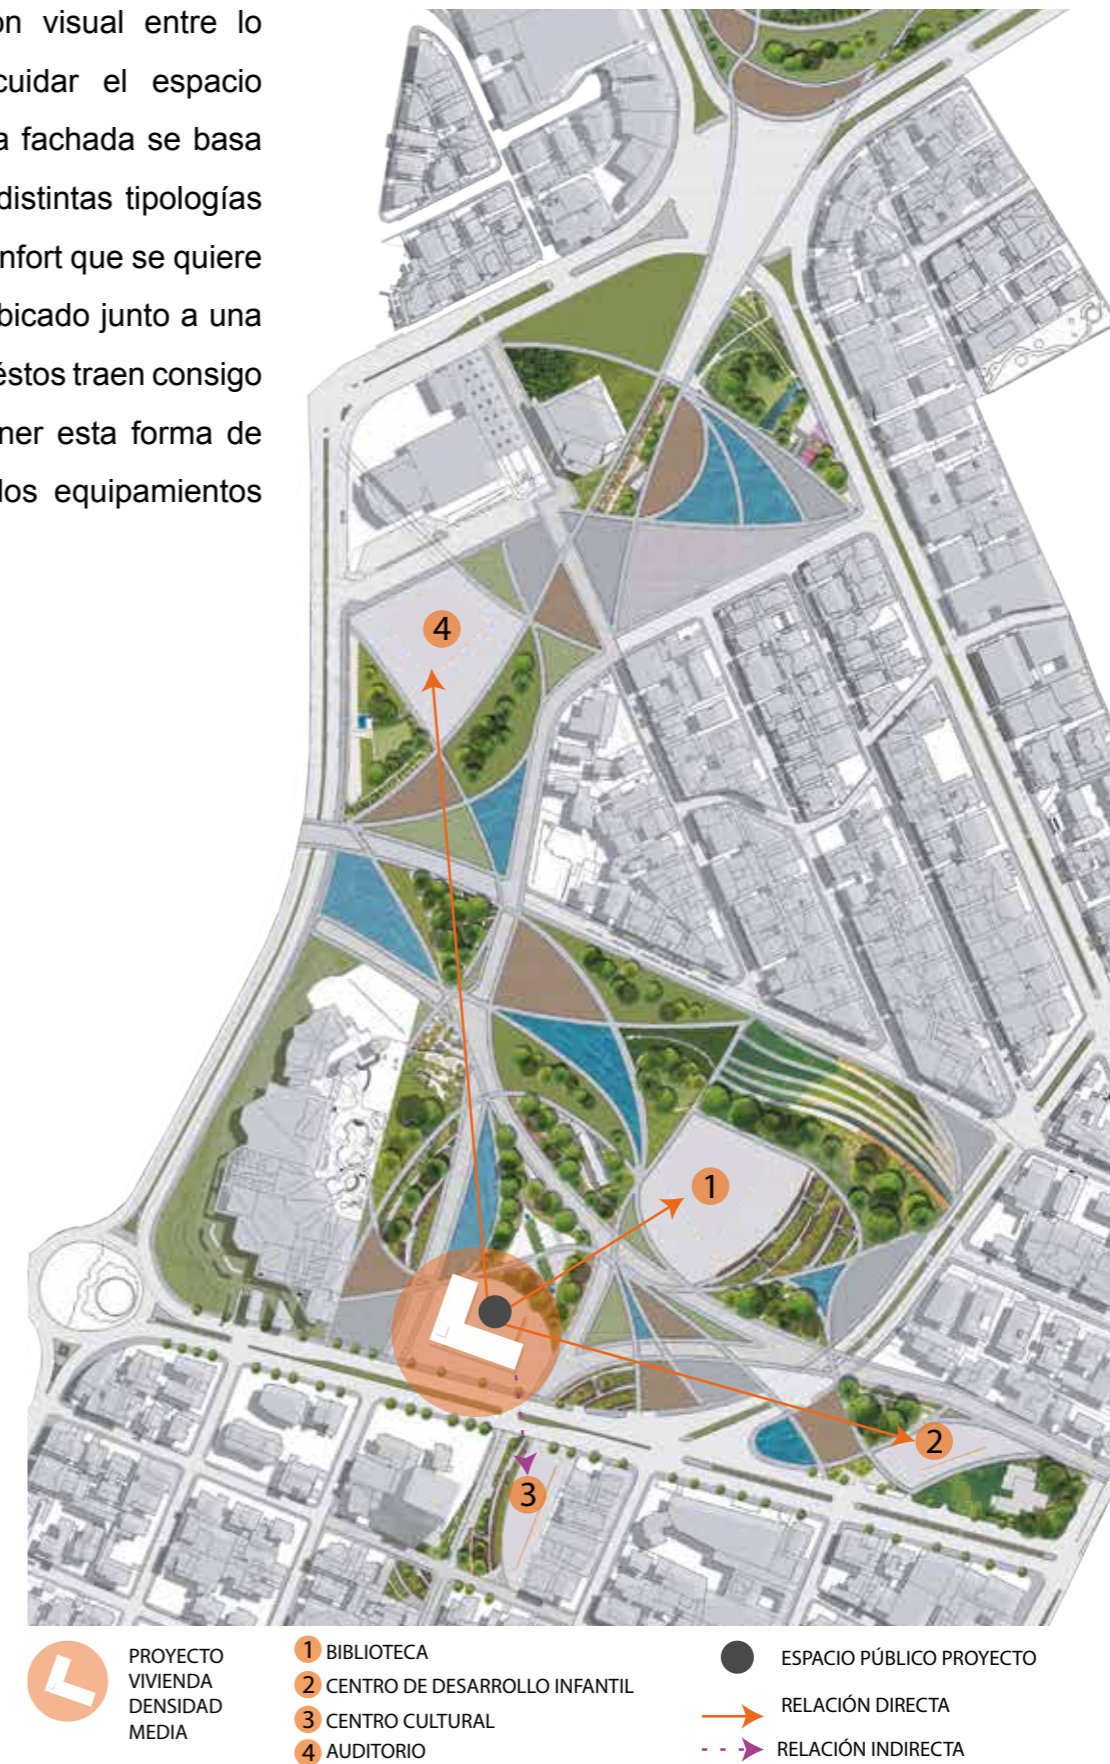 ón visual entre lo
cuidar el espacio
a fachada se basa
distintas tipologías
nfort que se quiere
bicado junto a una
éstos traen consigo
ner esta forma de
los equipamientos
4
1
2
3
PROYECTO
VIVIENDA
DENSIDAD
MEDIA
1 BIBLIOTECA
2 CENTRO DE DESARROLLO INFANTIL
3 CENTRO CULTURAL
4 AUDITORIO
ESPACIO PÚBLICO PROYECTO
RELACIÓN DIRECTA
RELACIÓN INDIRECTA